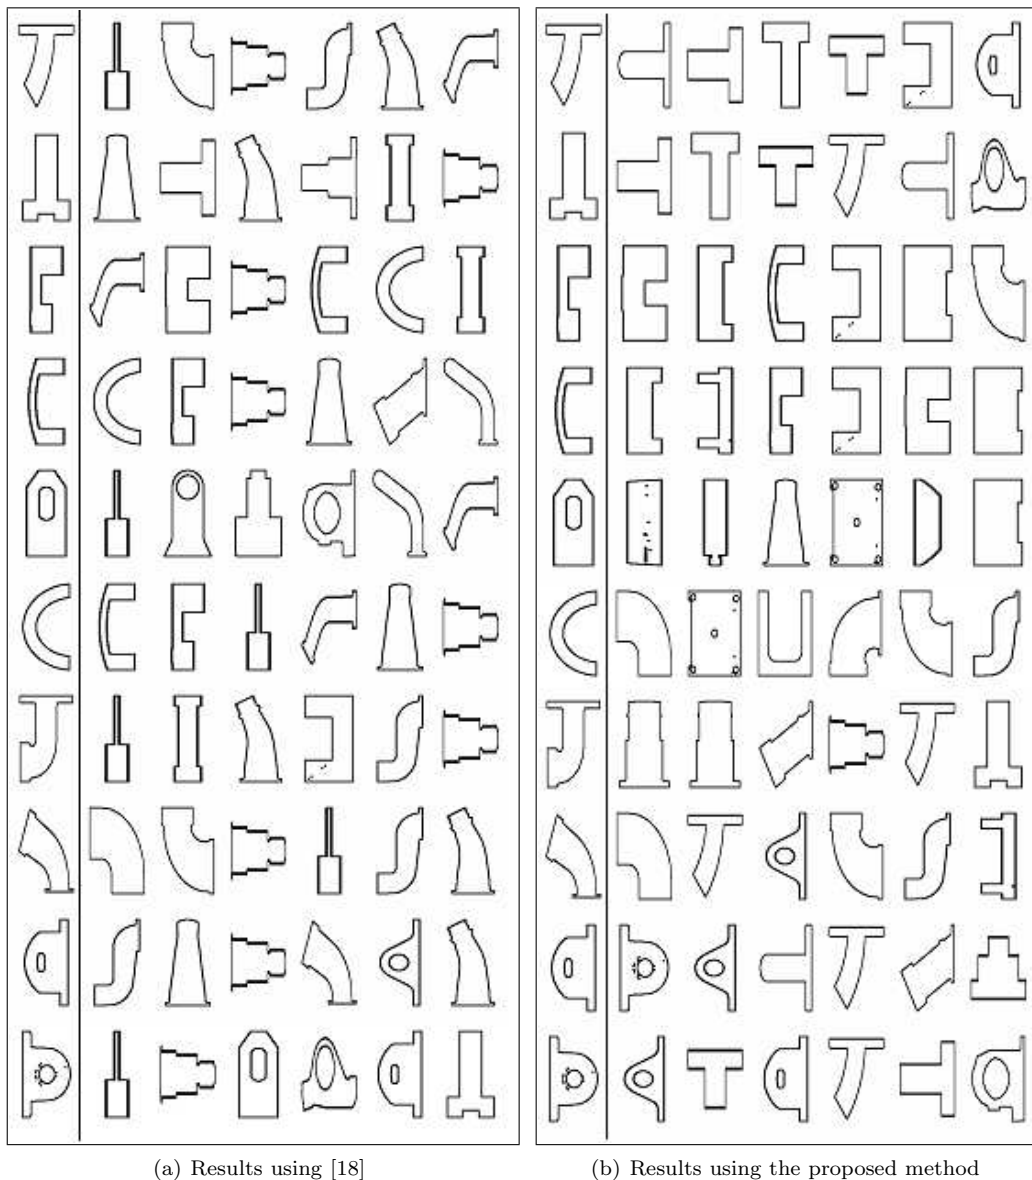 (a) Results using [18]
(b) Results using the proposed method